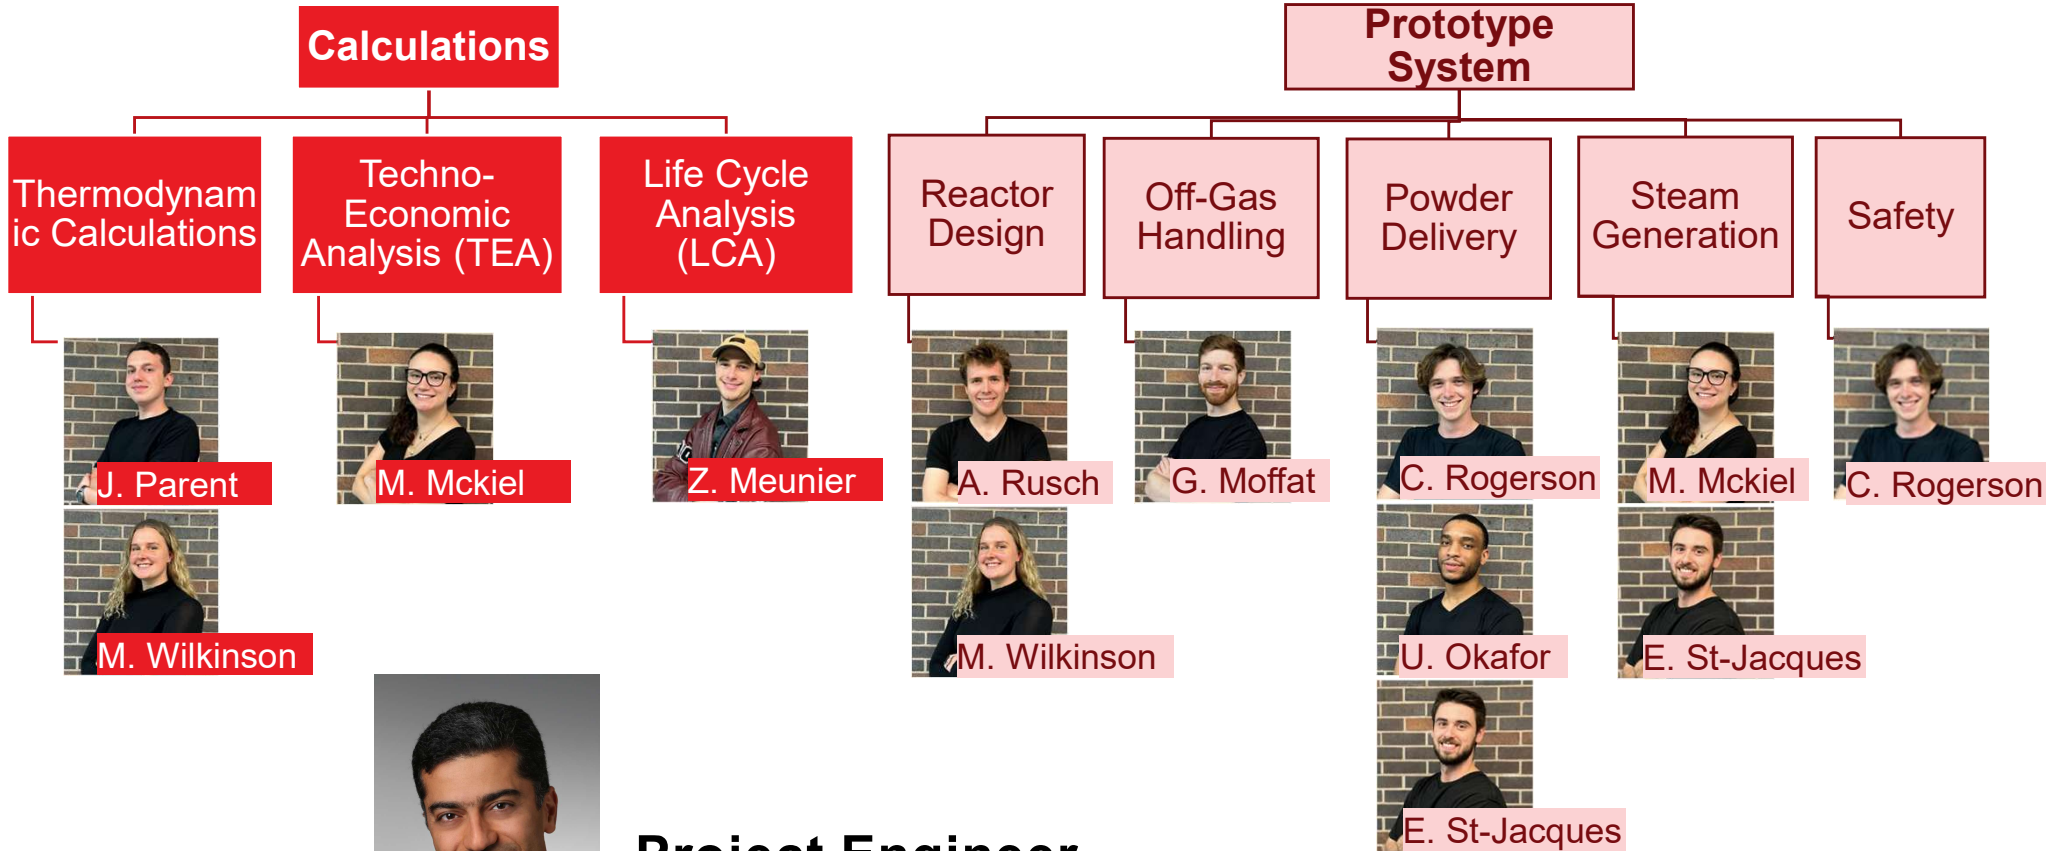 Calculations
Thermodynam
ic Calculations
Techno-
Economic
Analysis (TEA)
Life Cycle
Analysis
(LCA)
J. Parent
M. Wilkinson
M. Mckiel
Z. Meunier
Prototype
System
Reactor
Design
Off-Gas
Handling
Powder
Delivery
Steam
Generation
Safety
A. Rusch
M. Wilkinson
G. Moffat
C. Rogerson
U. Okafor
E. St-Jacques
M. Mckiel
E. St-Jacques
C. Rogerson
Project Engineer